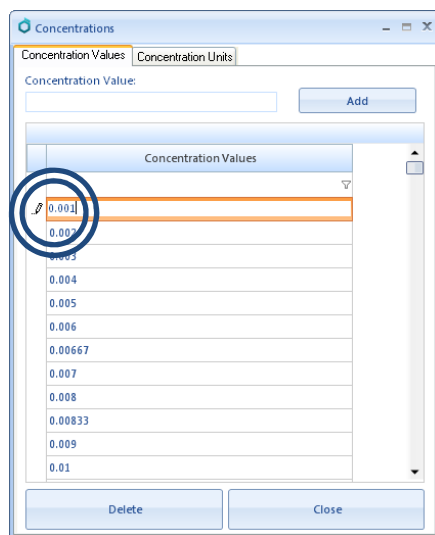 Concentrations
Concentration Values Concentration Units
Concentration Value:
Add
Concentration Values
0.001
0.002
0.003
0.004
0.005
0.006
0.00667
0.007
0.008
0.00833
0.009
0.01
Delete Close